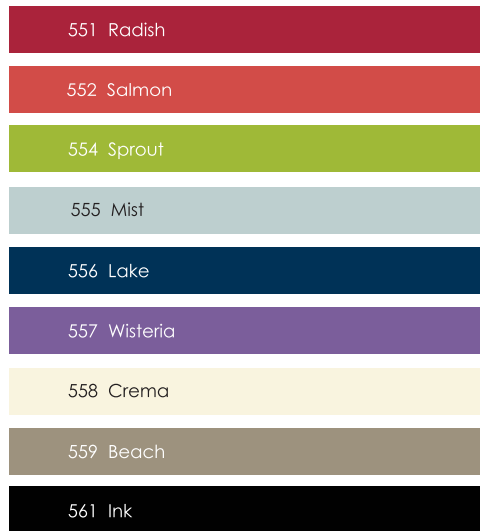 551 Radish
552 Salmon
554 Sprout
555 Mist
556 Lake
557 Wisteria
558 Crema
559 Beach
561 Ink